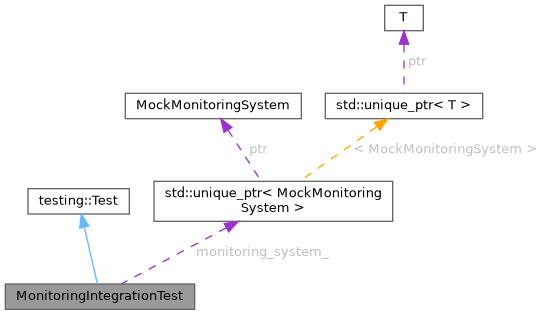 T
ptr
MockMonitoringSystem
std::unique_ptr< T >
ptr
< MockMonitoringSystem >
testing::Test
std::unique_ptr< MockMonitoring
System >
monitoring_system_
MonitoringIntegrationTest